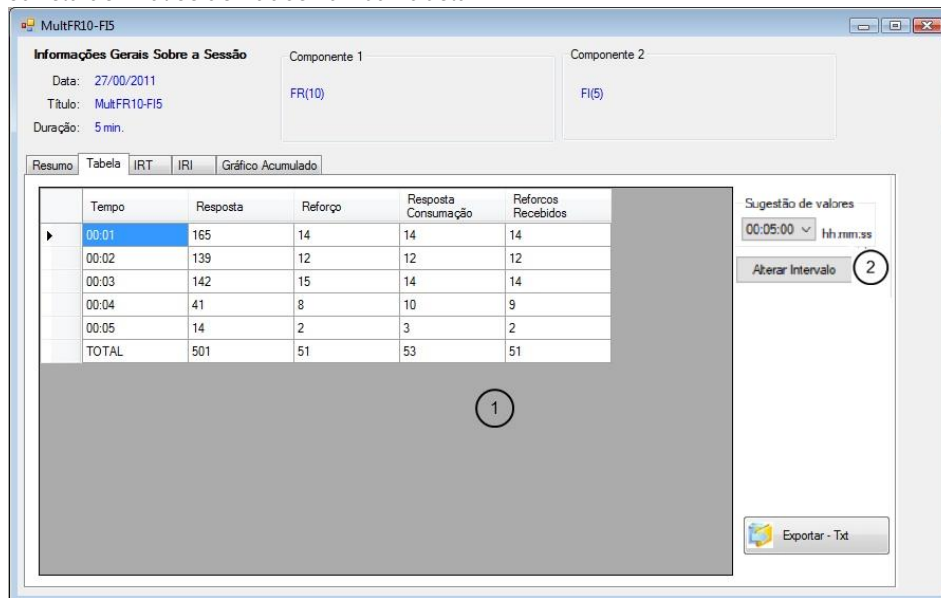 MultFR10-FI5
Informações Gerais Sobre a Sessão
Data: 27/00/2011
Título: MultFR10-FI5
Duração: 5 min.
Componente 1
FR(10)
Componente 2
FI(5)
Resumo Tabela IRT IRI Gráfico Acumulado
Tempo Resposta Reforço Resposta Consumação Reforcos Recebidos
00:01 165 14 14 14
00:02 139 12 12 12
00:03 142 15 14 14
00:04 41 8 10 9
00:05 14 2 3 2
TOTAL 501 51 53 51
1
Sugestão de valores
00:05:00 hh.mm.ss
Alterar Intervalo 2
Exportar - Txt